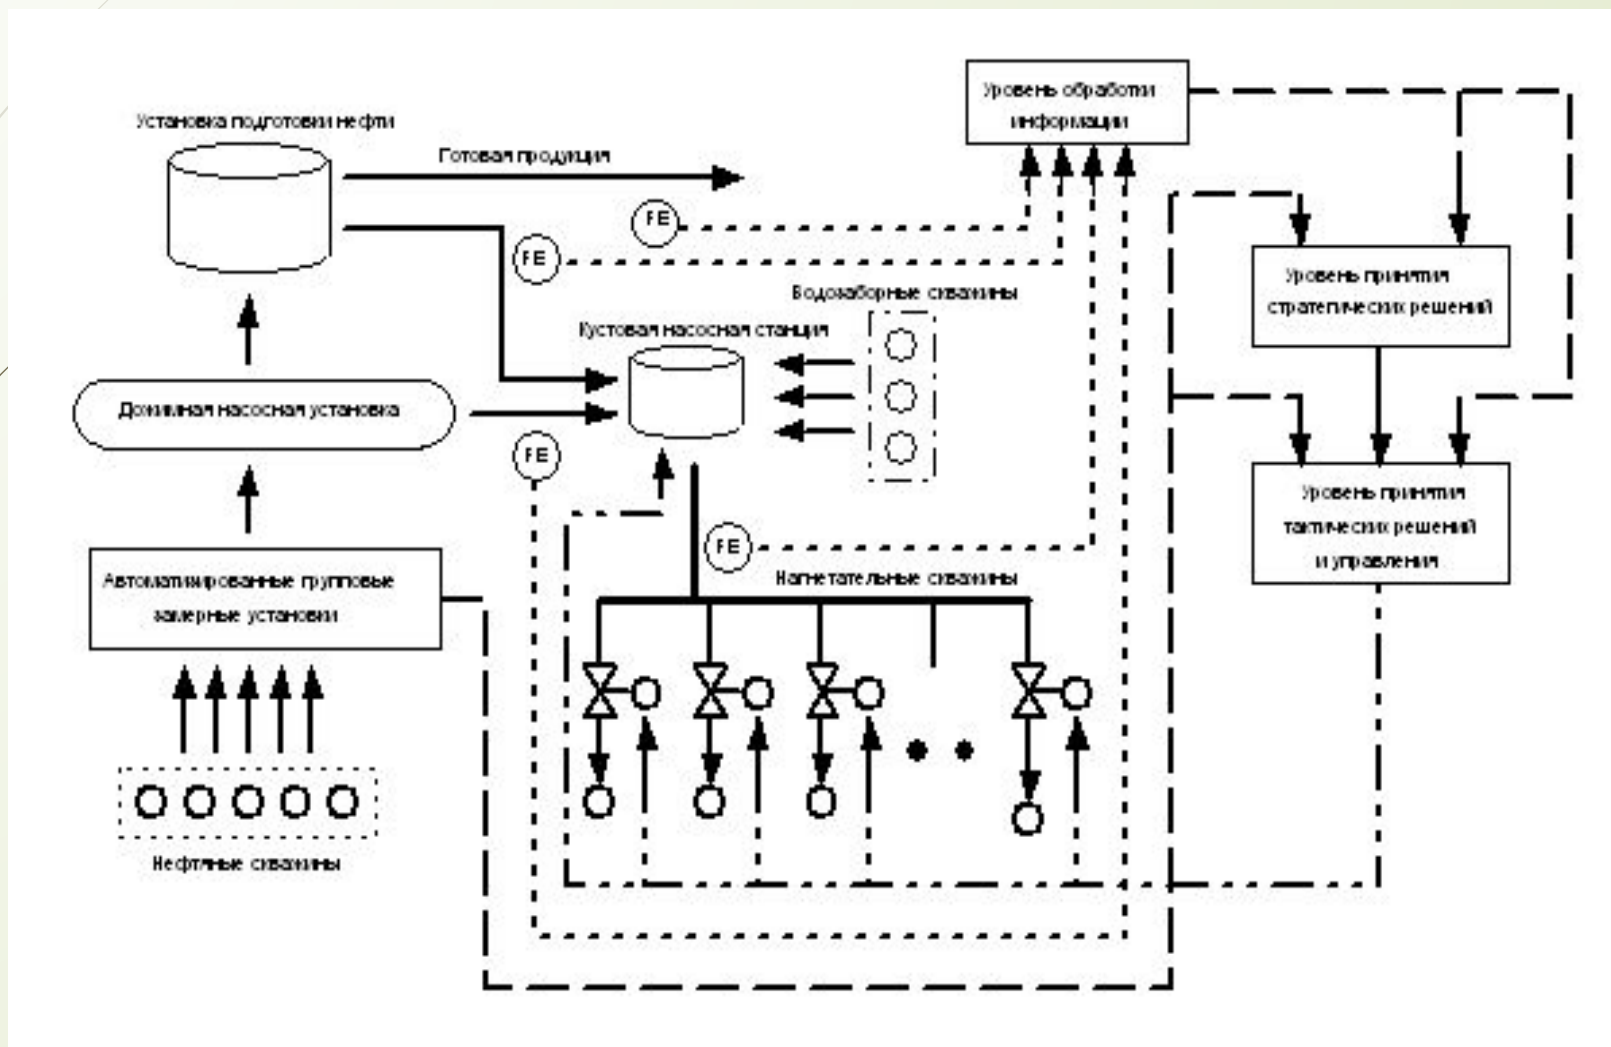 Уровень обработки
информации
Установка подготовки нефти
Готовая продукция
FE
FE
Уровень принятия
стратегических решений
Водозаборные скважины
Кустовая насосная станция
Дожимная насосная установка
FE
Уровень принятия
тактических решений
и управления
FE
Нагнетательные скважины
Автоматизированные групповые
замерные установки
Нефтяные скважины